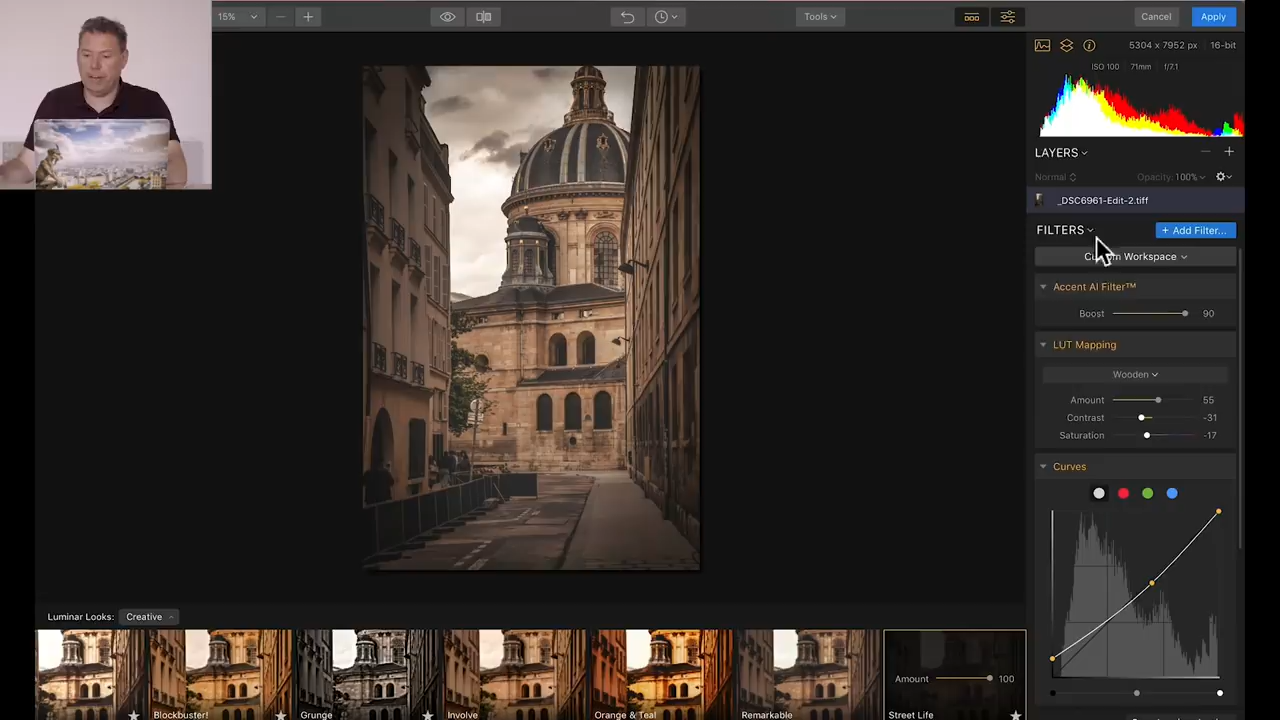 15%
Tools
Cancel
Apply
5304 x 7952 px 16-bit
ISO 100 71mm f/7.1
LAYERS
Normal
Opacity: 100%
_DSC6961-Edit-2.tiff
FILTERS
+ Add Filter...
Workspace
Accent AI Filter™
Boost 90
LUT Mapping
Wooden
Amount 55
Contrast -31
Saturation -17
Curves
Luminar Looks: Creative
Amount 100
Blockbuster!
Grunge
Involve
Orange & Teal
Remarkable
Street Life